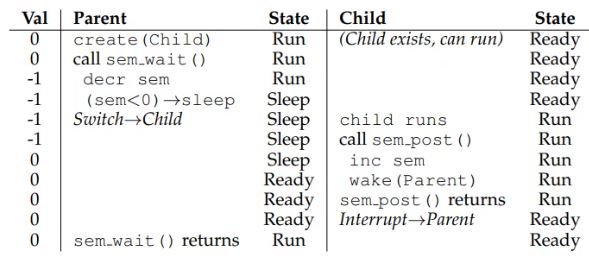 Val Parent State Child State
0 create(Child) Run (Child exists, can run) Ready
0 call sem_wait() Run Ready
-1 decr sem Run Ready
-1 (sem<0)→sleep Sleep Ready
-1 Switch→Child Sleep child runs Run
-1 Sleep call sem_post() Run
0 Sleep inc sem Run
0 Ready wake(Parent) Run
0 Ready sem_post() returns Run
0 Ready Interrupt→Parent Ready
0 sem_wait() returns Run Ready